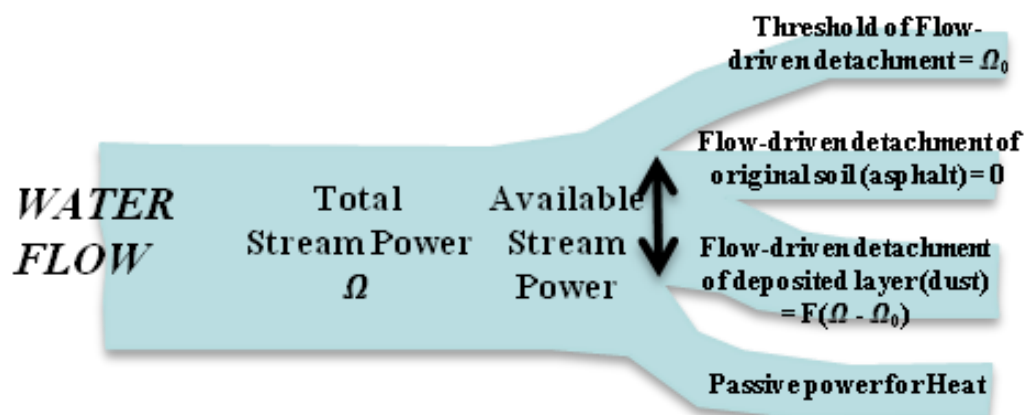 Threshold of Flow-
driven detachment = Ω₀
Flow-driven detachment of
original soil (asphalt) = 0
WATER
FLOW
Total
Stream Power
Ω
Available
Stream
Power
Flow-driven detachment
of deposited layer (dust)
= F(Ω - Ω₀)
Passive power for Heat